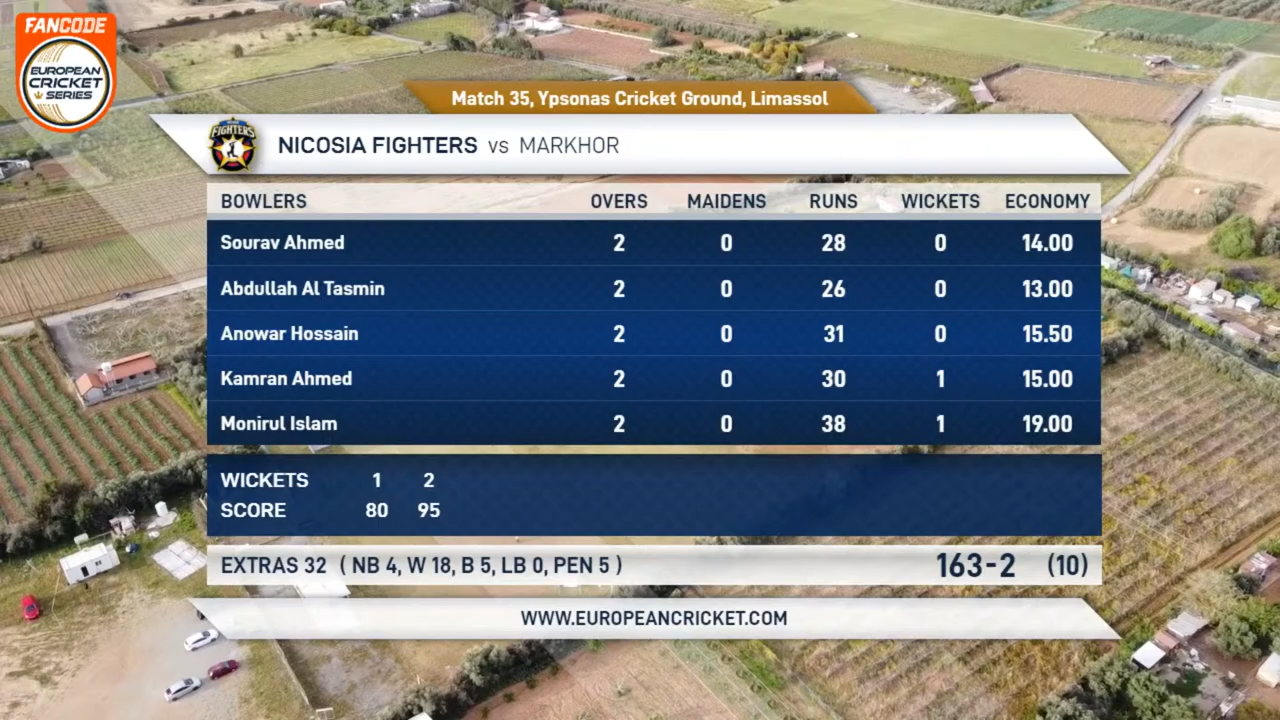 FANCODE
EUROPEAN
CRICKET
SERIES
Match 35, Ypsonas Cricket Ground, Limassol
FIGHTERS
NICOSIA FIGHTERS vs MARKHOR
BOWLERS OVERS MAIDENS RUNS WICKETS ECONOMY
Sourav Ahmed 2 0 28 0 14.00
Abdullah Al Tasmin 2 0 26 0 13.00
Anowar Hossain 2 0 31 0 15.50
Kamran Ahmed 2 0 30 1 15.00
Monirul Islam 2 0 38 1 19.00
WICKETS 1 2
SCORE 80 95
EXTRAS 32 ( NB 4, W 18, B 5, LB 0, PEN 5 ) 163-2 (10)
WWW.EUROPEANCRICKET.COM